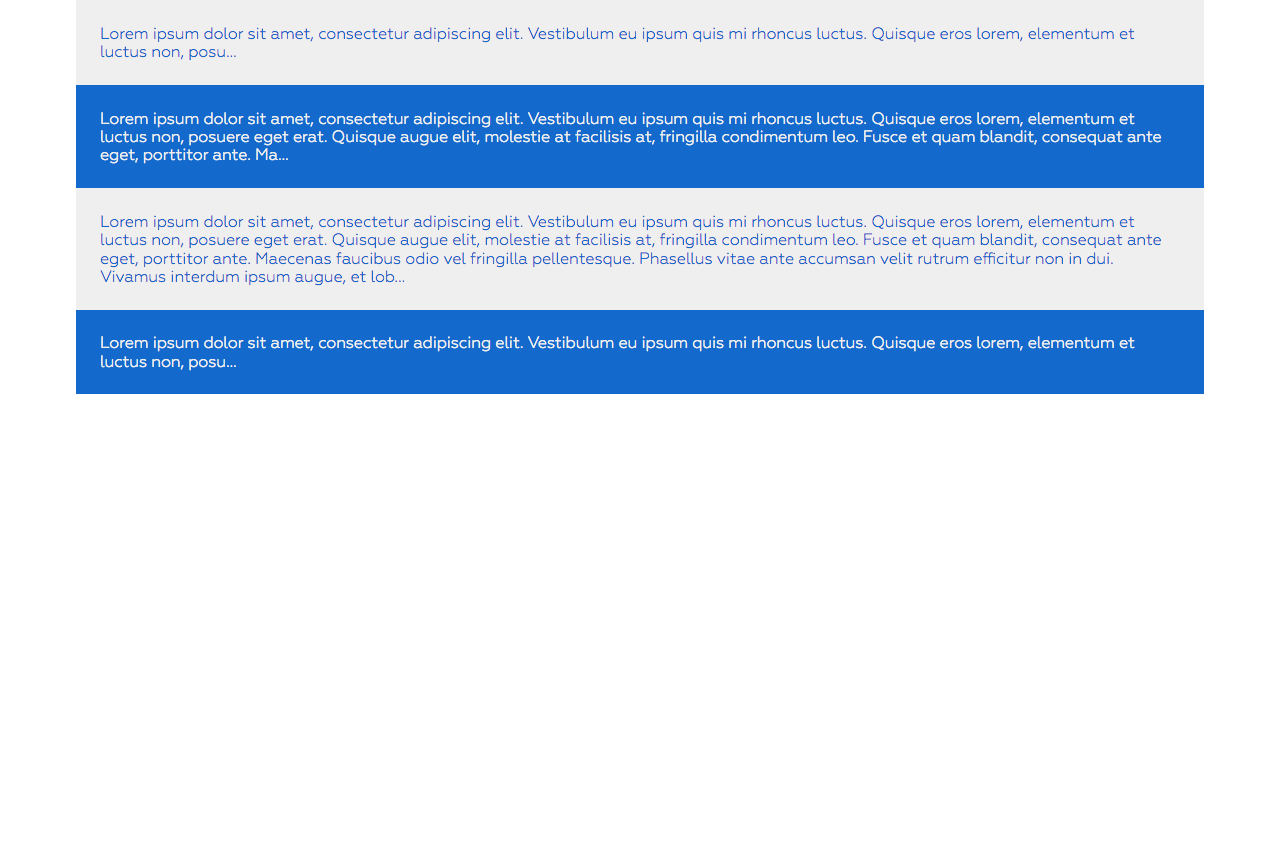 Lorem ipsum dolor sit amet, consectetur adipiscing elit. Vestibulum eu ipsum quis mi rhoncus luctus. Quisque eros lorem, elementum et
luctus non, posu...
Lorem ipsum dolor sit amet, consectetur adipiscing elit. Vestibulum eu ipsum quis mi rhoncus luctus. Quisque eros lorem, elementum et
luctus non, posuere eget erat. Quisque augue elit, molestie at facilisis at, fringilla condimentum leo. Fusce et quam blandit, consequat ante
eget, porttitor ante. Ma...
Lorem ipsum dolor sit amet, consectetur adipiscing elit. Vestibulum eu ipsum quis mi rhoncus luctus. Quisque eros lorem, elementum et
luctus non, posuere eget erat. Quisque augue elit, molestie at facilisis at, fringilla condimentum leo. Fusce et quam blandit, consequat ante
eget, porttitor ante. Maecenas faucibus odio vel fringilla pellentesque. Phasellus vitae ante accumsan velit rutrum efficitur non in dui.
Vivamus interdum ipsum augue, et lob...
Lorem ipsum dolor sit amet, consectetur adipiscing elit. Vestibulum eu ipsum quis mi rhoncus luctus. Quisque eros lorem, elementum et
luctus non, posu...